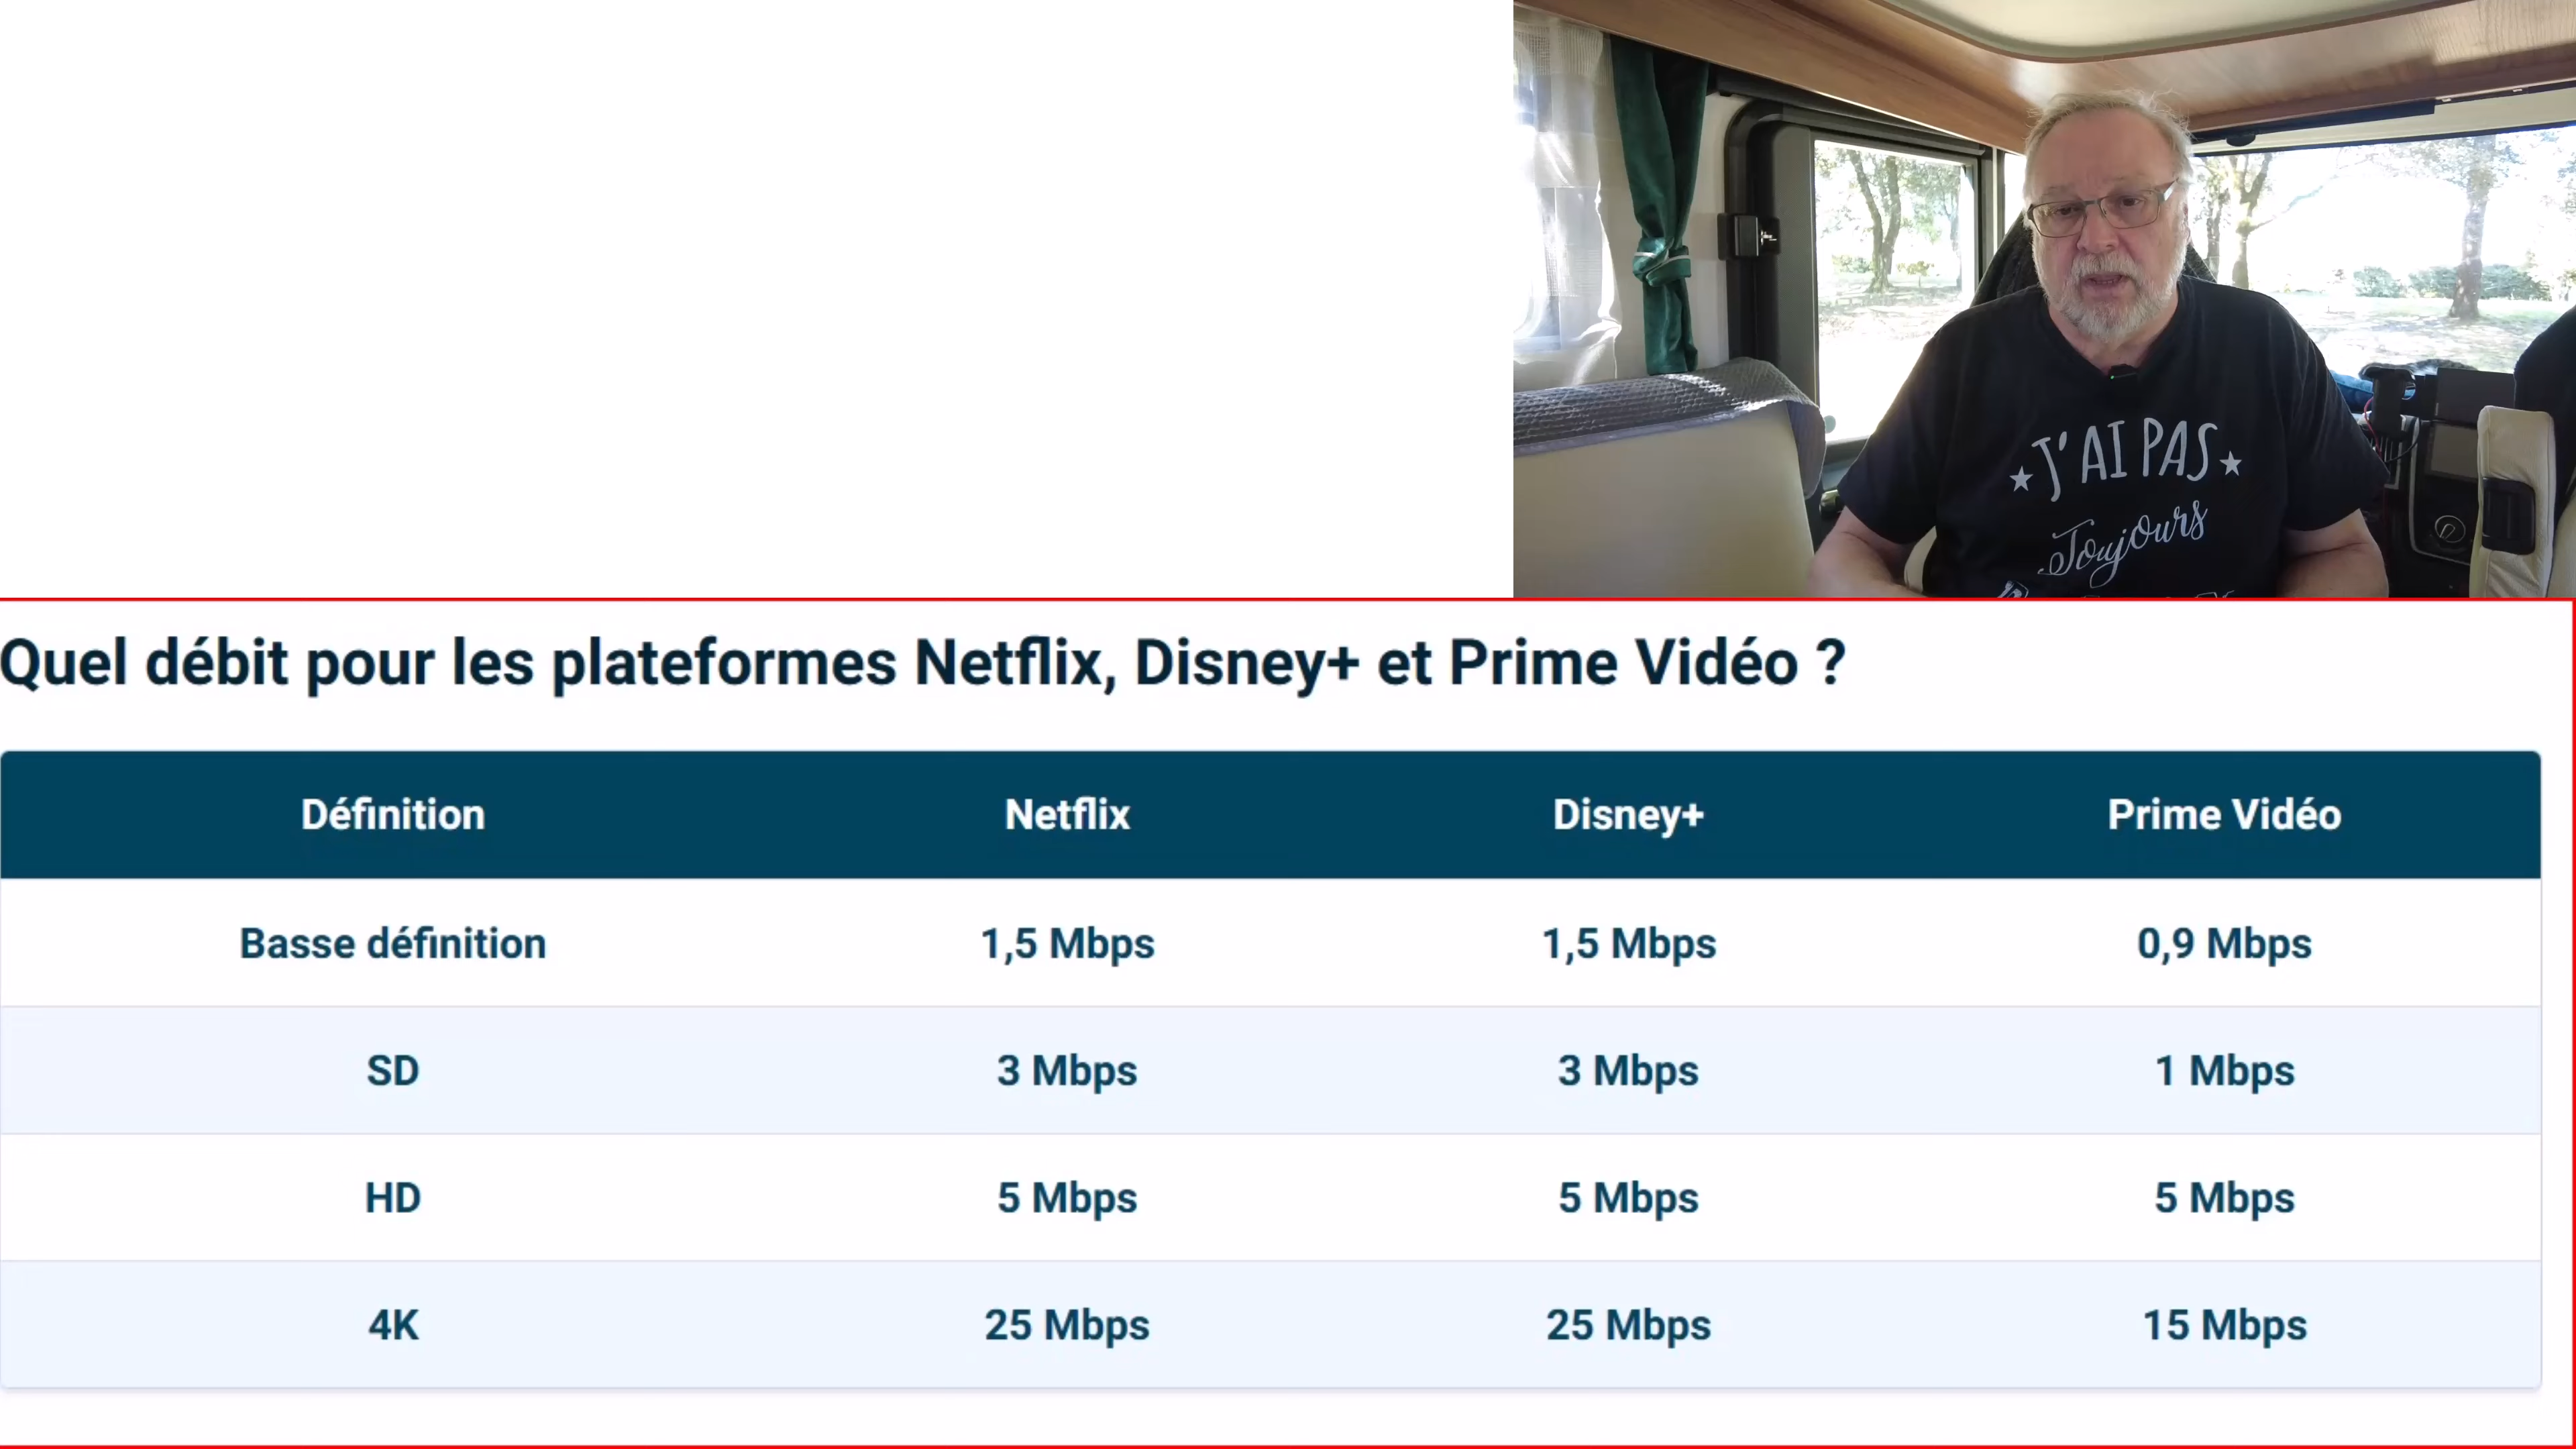 J'AI PAS
Toujours
Quel débit pour les plateformes Netflix, Disney+ et Prime Vidéo ?
Définition Netflix Disney+ Prime Vidéo
Basse définition 1,5 Mbps 1,5 Mbps 0,9 Mbps
SD 3 Mbps 3 Mbps 1 Mbps
HD 5 Mbps 5 Mbps 5 Mbps
4K 25 Mbps 25 Mbps 15 Mbps